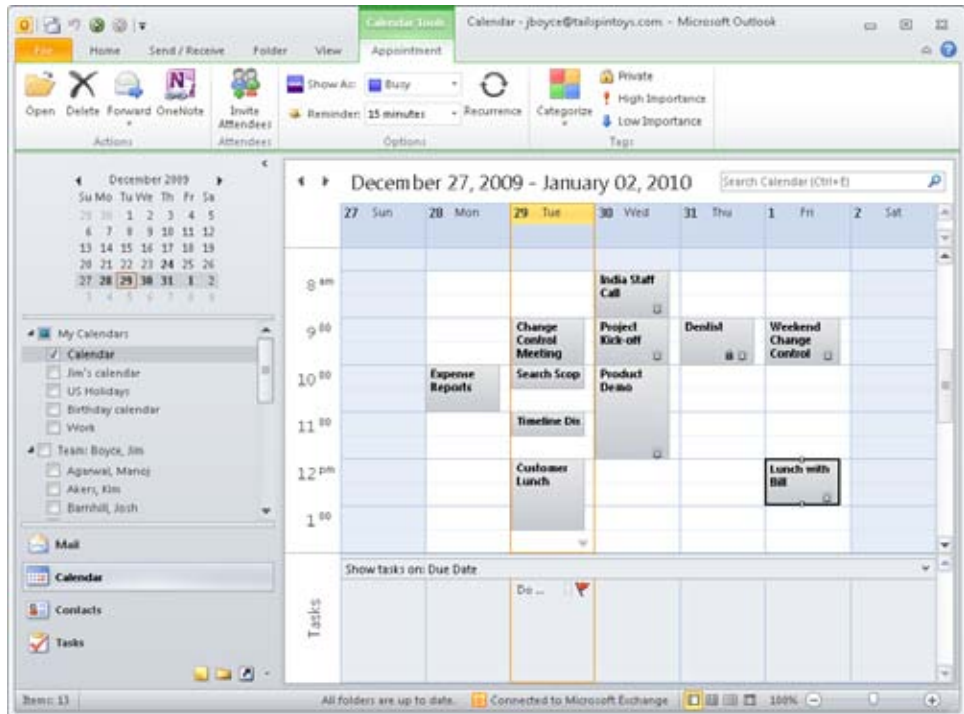 Calendar Tools
Calendar - jboyce@tailspintoys.com - Microsoft Outlook
File Home Send / Receive Folder View Appointment
Open Delete Forward OneNote
Invite Attendees
Show As: Busy
Reminder: 15 minutes
Recurrence
Categorize
Private
High Importance
Low Importance
Actions Attendees Options Tags
December 2009
Su Mo Tu We Th Fr Sa
29 30 1 2 3 4 5
6 7 8 9 10 11 12
13 14 15 16 17 18 19
20 21 22 23 24 25 26
27 28 29 30 31 1 2
3 4 5 6 7 8 9
My Calendars
Calendar
Jim's calendar
US Holidays
Birthday calendar
Work
Team: Boyce, Jim
Agarwal, Manoj
Akers, Kim
Barnhill, Josh
Mail
Calendar
Contacts
Tasks
December 27, 2009 - January 02, 2010
Search Calendar (Ctrl+E)
27 Sun 28 Mon 29 Tue 30 Wed 31 Thu 1 Fri 2 Sat
8 am
India Staff
Call
9 00
Change
Control
Meeting
Project
Kick-off
Dentist
Weekend
Change
Control
10 00
Expense
Reports
Search Scop
Product
Demo
11 00
Timeline Dis
12 pm
Customer
Lunch
Lunch with
Bill
1 00
Show tasks on: Due Date
Tasks
Do ...
Items: 13
All folders are up to date.
Connected to Microsoft Exchange
100%